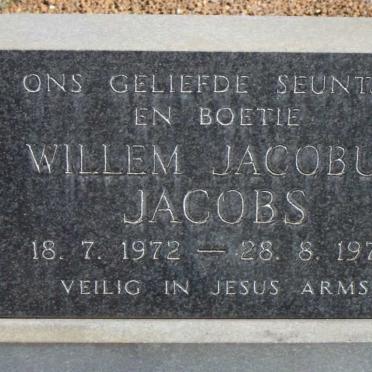 ONS GELIEFDE SEUNT
EN BOETIE
WILLEM JACOBU
JACOBS
18. 7. 1972 — 28. 8. 197
VEILIG IN JESUS ARMS